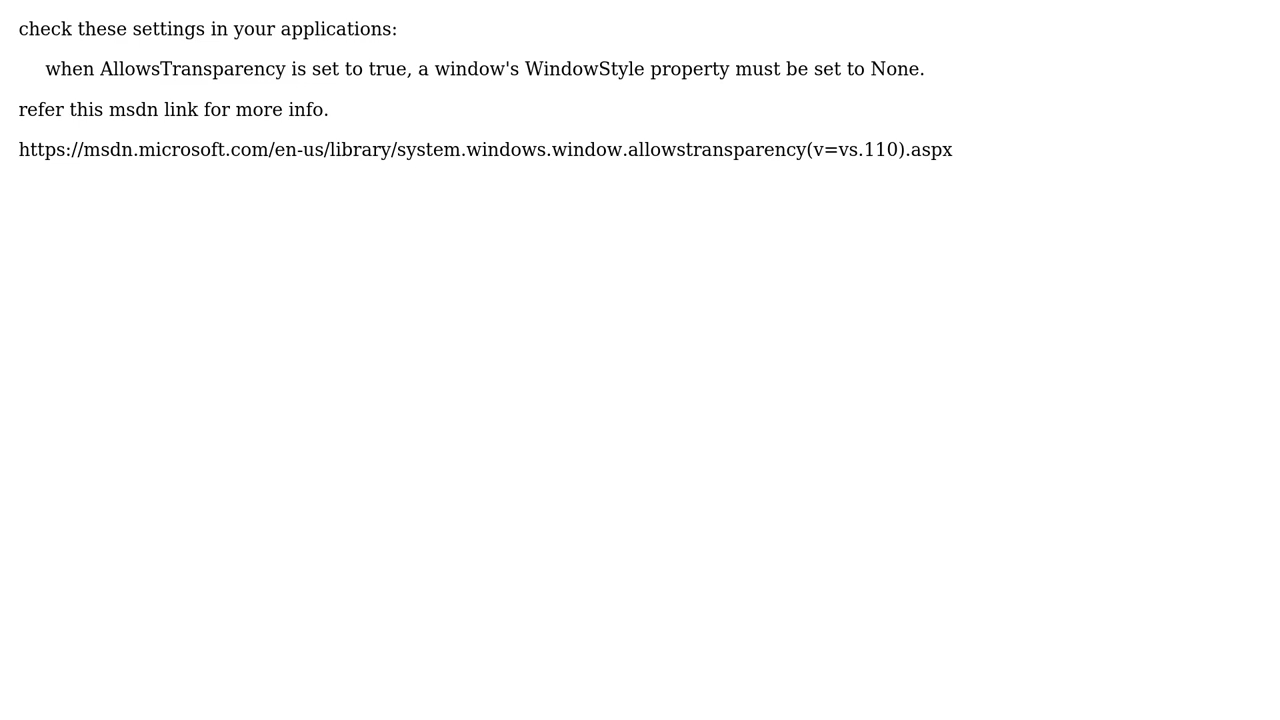 check these settings in your applications:
when AllowsTransparency is set to true, a window's WindowStyle property must be set to None.
refer this msdn link for more info.
https://msdn.microsoft.com/en-us/library/system.windows.window.allowstransparency(v=vs.110).aspx